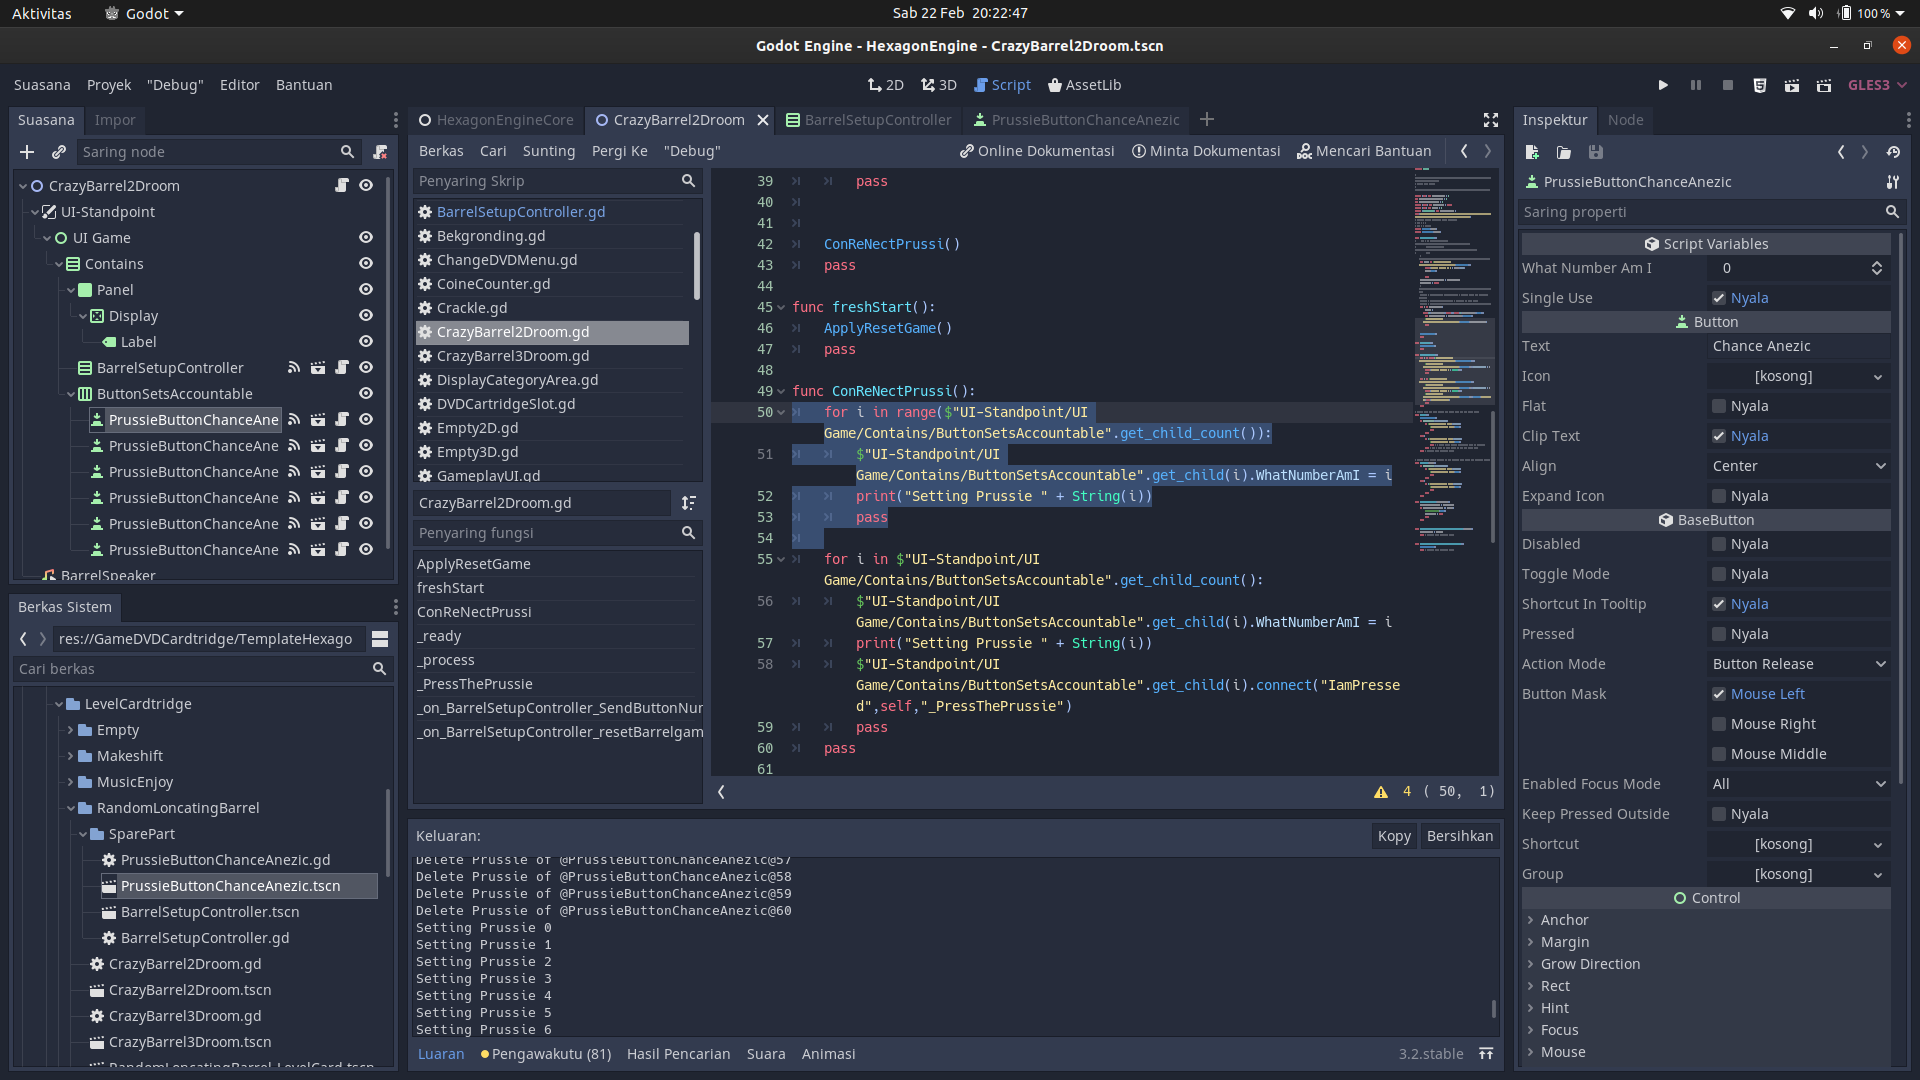 Aktivitas
Godot
Sab 22 Feb 20:22:47
100 %
Godot Engine - HexagonEngine - CrazyBarrel2Droom.tscn
Suasana
Proyek
"Debug"
Editor
Bantuan
2D
3D
Script
AssetLib
GLES3
Suasana
Impor
Saring node
CrazyBarrel2Droom
UI-Standpoint
UI Game
Contains
Panel
Display
Label
BarrelSetupController
ButtonSetsAccountable
PrussieButtonChanceAne
PrussieButtonChanceAne
PrussieButtonChanceAne
PrussieButtonChanceAne
PrussieButtonChanceAne
PrussieButtonChanceAne
BarrelSpeaker
Berkas Sistem
res://GameDVDCardtridge/TemplateHexago
Cari berkas
LevelCardtridge
Empty
Makeshift
MusicEnjoy
RandomLoncatingBarrel
SparePart
PrussieButtonChanceAnezic.gd
PrussieButtonChanceAnezic.tscn
BarrelSetupController.tscn
BarrelSetupController.gd
CrazyBarrel2Droom.gd
CrazyBarrel2Droom.tscn
CrazyBarrel3Droom.gd
CrazyBarrel3Droom.tscn
RandomLoncatingBarrel.LevelCard.tscn
HexagonEngineCore
CrazyBarrel2Droom
BarrelSetupController
PrussieButtonChanceAnezic
Berkas
Cari
Sunting
Pergi Ke
"Debug"
Online Dokumentasi
Minta Dokumentasi
Mencari Bantuan
Penyaring Skrip
BarrelSetupController.gd
Bekgronding.gd
ChangeDVDMenu.gd
CoineCounter.gd
Crackle.gd
CrazyBarrel2Droom.gd
CrazyBarrel3Droom.gd
DisplayCategoryArea.gd
DVDCartridgeSlot.gd
Empty2D.gd
Empty3D.gd
GameplayUI.gd
CrazyBarrel2Droom.gd
Penyaring fungsi
ApplyResetGame
freshStart
ConReNectPrussi
_ready
_process
_PressThePrussie
_on_BarrelSetupController_SendButtonNur
_on_BarrelSetupController_resetBarrelgam
39 pass
40
41
42 ConReNectPrussi()
43 pass
44
45 func freshStart():
46 ApplyResetGame()
47 pass
48
49 func ConReNectPrussi():
50 for i in range($"UI-Standpoint/UI
Game/Contains/ButtonSetsAccountable".get_child_count()):
51 $"UI-Standpoint/UI
Game/Contains/ButtonSetsAccountable".get_child(i).WhatNumberAmI = i
52 print("Setting Prussie " + String(i))
53 pass
54
55 for i in $"UI-Standpoint/UI
Game/Contains/ButtonSetsAccountable".get_child_count():
56 $"UI-Standpoint/UI
Game/Contains/ButtonSetsAccountable".get_child(i).WhatNumberAmI = i
57 print("Setting Prussie " + String(i))
58 $"UI-Standpoint/UI
Game/Contains/ButtonSetsAccountable".get_child(i).connect("IamPresse
d",self,"_PressThePrussie")
59 pass
60 pass
61
4 ( 50, 1)
Keluaran:
Kopy
Bersihkan
Delete Prussie of @PrussieButtonChanceAnezic@57
Delete Prussie of @PrussieButtonChanceAnezic@58
Delete Prussie of @PrussieButtonChanceAnezic@59
Delete Prussie of @PrussieButtonChanceAnezic@60
Setting Prussie 0
Setting Prussie 1
Setting Prussie 2
Setting Prussie 3
Setting Prussie 4
Setting Prussie 5
Setting Prussie 6
Luaran
Pengawakutu (81)
Hasil Pencarian
Suara
Animasi
3.2.stable
Inspektur
Node
PrussieButtonChanceAnezic
Saring properti
Script Variables
What Number Am I 0
Single Use Nyala
Button
Text Chance Anezic
Icon [kosong]
Flat Nyala
Clip Text Nyala
Align Center
Expand Icon Nyala
BaseButton
Disabled Nyala
Toggle Mode Nyala
Shortcut In Tooltip Nyala
Pressed Nyala
Action Mode Button Release
Button Mask Mouse Left
Mouse Right
Mouse Middle
Enabled Focus Mode All
Keep Pressed Outside Nyala
Shortcut [kosong]
Group [kosong]
Control
Anchor
Margin
Grow Direction
Rect
Hint
Focus
Mouse